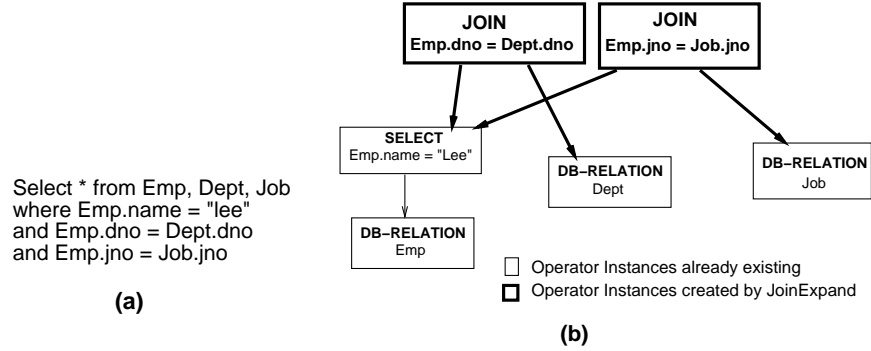 JOIN
Emp.dno = Dept.dno
JOIN
Emp.jno = Job.jno
SELECT
Emp.name = "Lee"
DB−RELATION
Dept
DB−RELATION
Job
DB−RELATION
Emp
Select * from Emp, Dept, Job
where Emp.name = "lee"
and Emp.dno = Dept.dno
and Emp.jno = Job.jno
(a)
Operator Instances already existing
Operator Instances created by JoinExpand
(b)